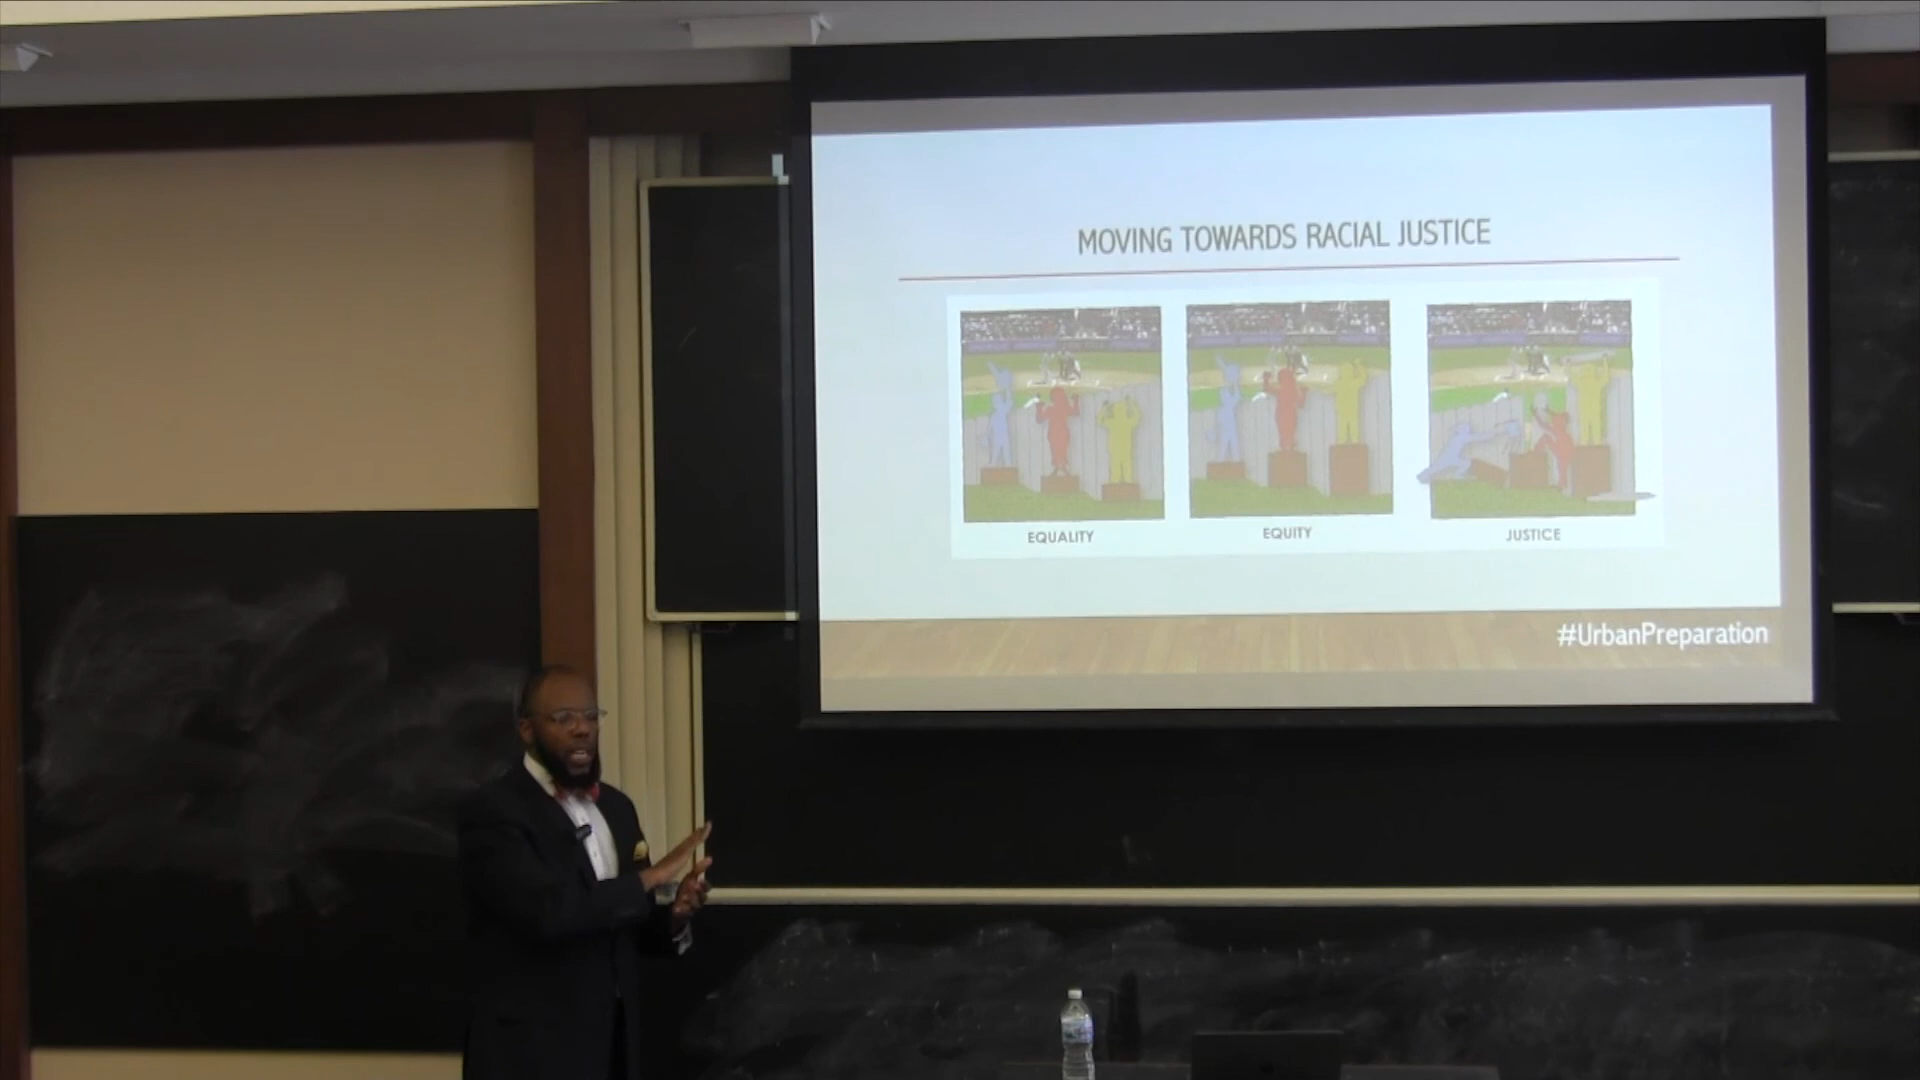 MOVING TOWARDS RACIAL JUSTICE
EQUALITY
EQUITY
JUSTICE
#UrbanPreparation